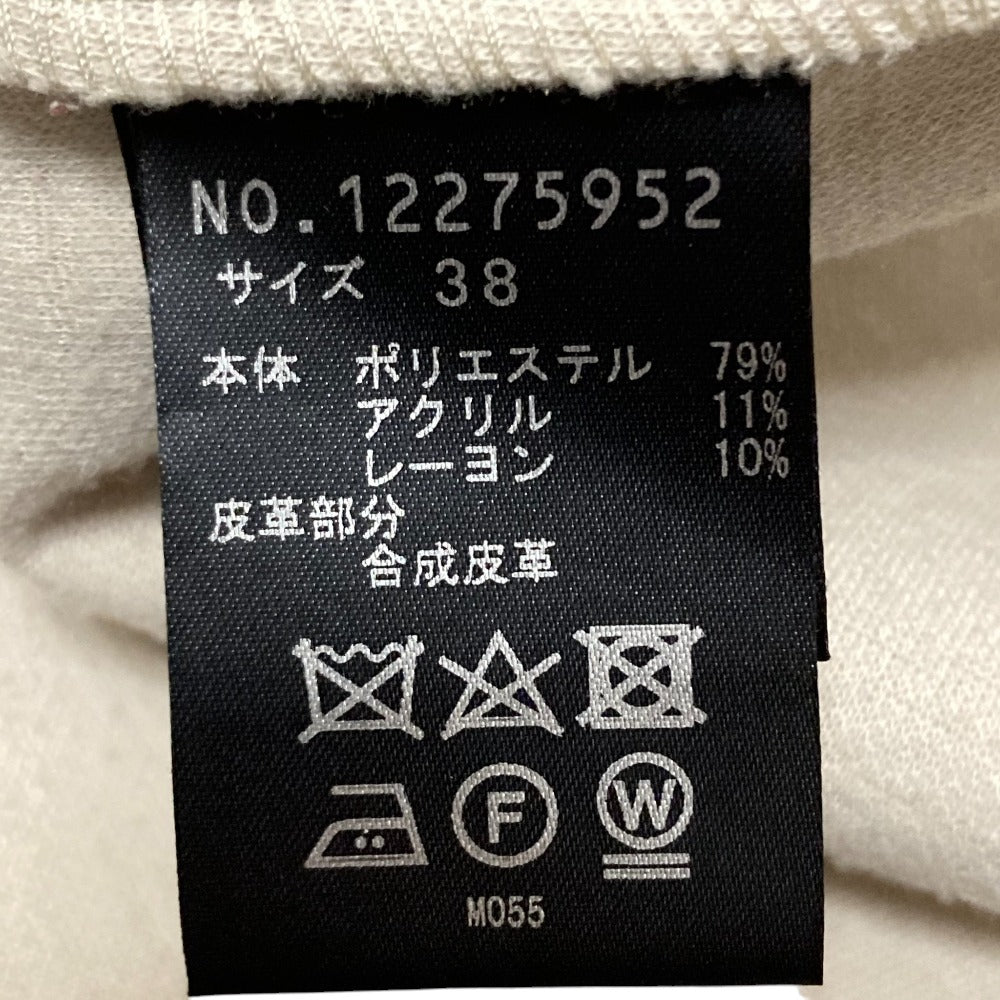 NO.12275952
サイズ 38
本体 ポリエステル 79%
アクリル 11%
レーヨン 10%
皮革部分
合成皮革
F W
M055